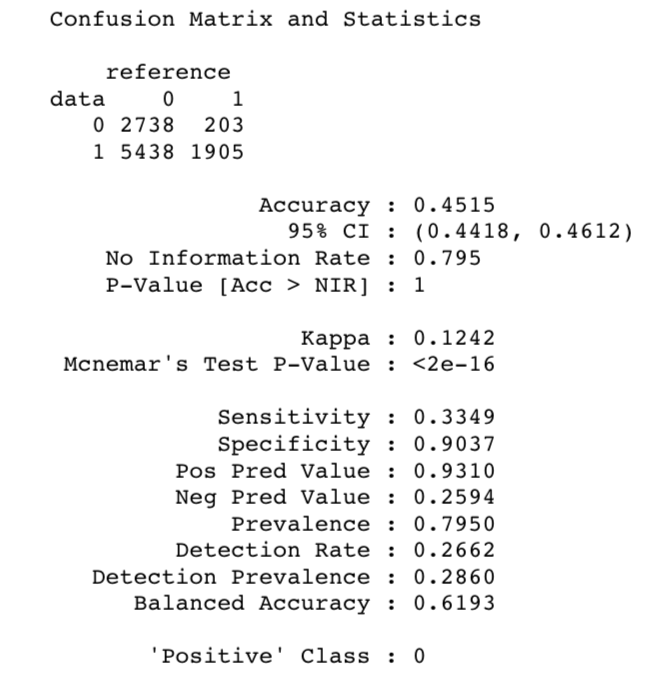 Confusion Matrix and Statistics
reference
data 0 1
0 2738 203
1 5438 1905
Accuracy : 0.4515
95% CI : (0.4418, 0.4612)
No Information Rate : 0.795
P-Value [Acc > NIR] : 1
Kappa : 0.1242
Mcnemar's Test P-Value : <2e-16
Sensitivity : 0.3349
Specificity : 0.9037
Pos Pred Value : 0.9310
Neg Pred Value : 0.2594
Prevalence : 0.7950
Detection Rate : 0.2662
Detection Prevalence : 0.2860
Balanced Accuracy : 0.6193
'Positive' Class : 0